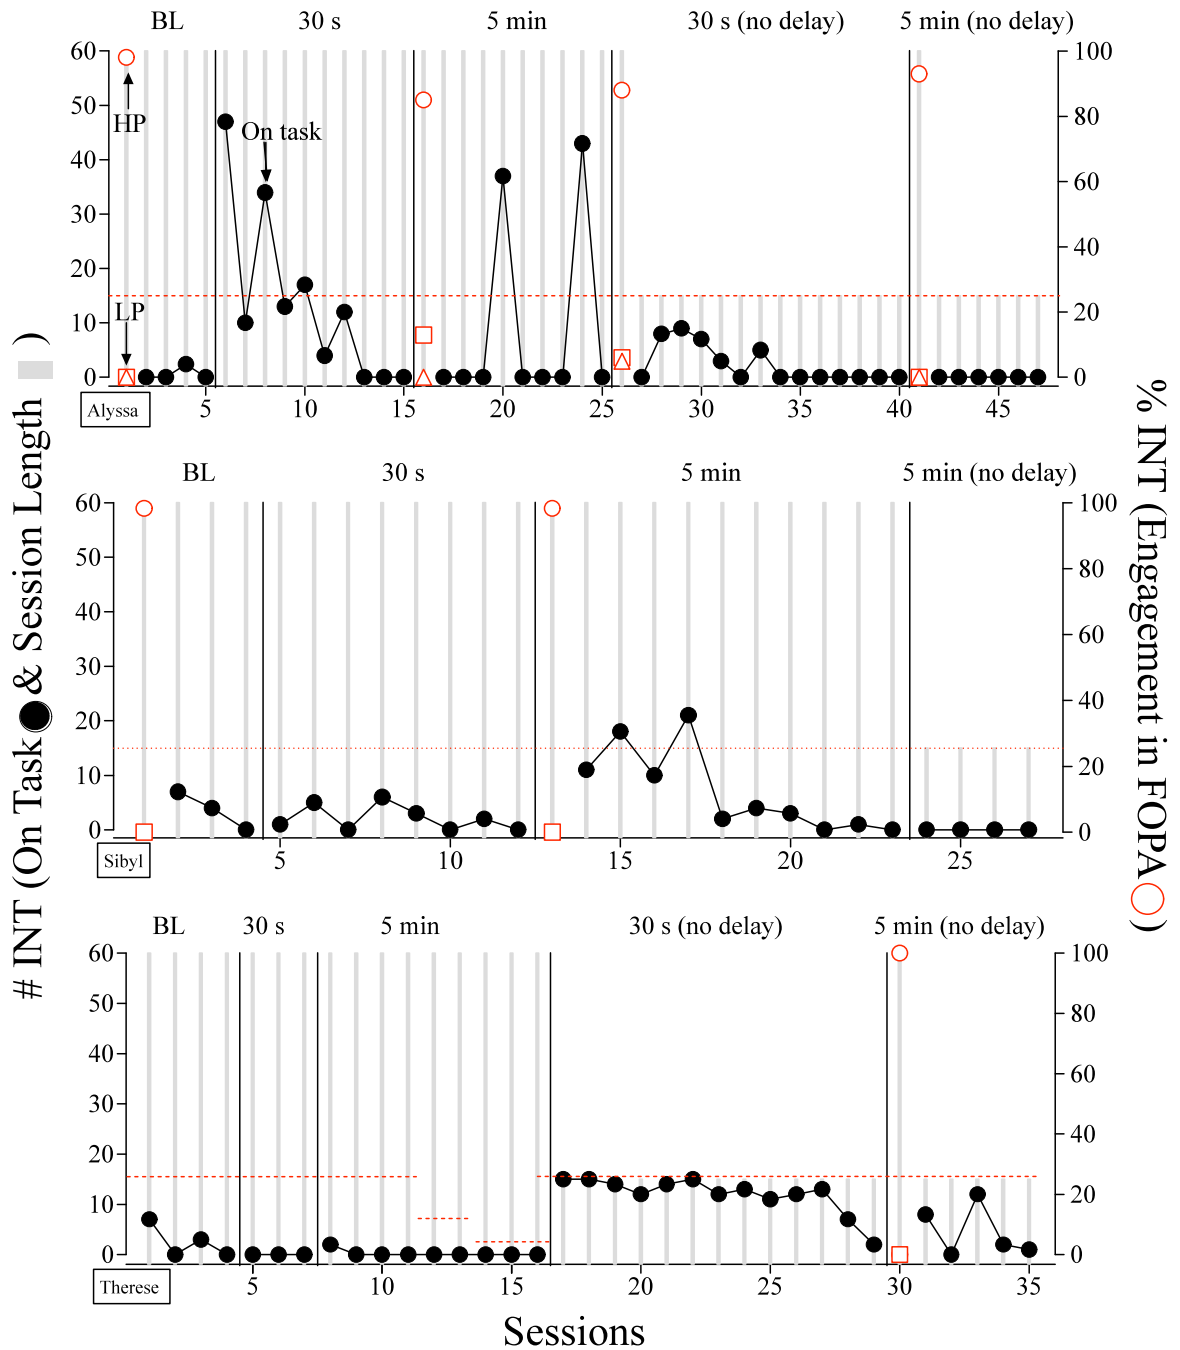 BL 30 s 5 min 30 s (no delay) 5 min (no delay)
60 100
50
HP 80
On task
40
60
30
40
20
LP
10 20
0 0
Alyssa 5 10 15 20 25 30 35 40 45
BL 30 s 5 min 5 min (no delay)
60 100
50 80
40
60
30
40
20
20
10
0 0
Sibyl 5 10 15 20 25
BL 30 s 5 min 30 s (no delay) 5 min (no delay)
60 100
50
80
40
60
30
40
20
20
10
0 0
Therese 5 10 15 20 25 30 35
Sessions
# INT (On Task & Session Length )
% INT (Engagement in FOPA )